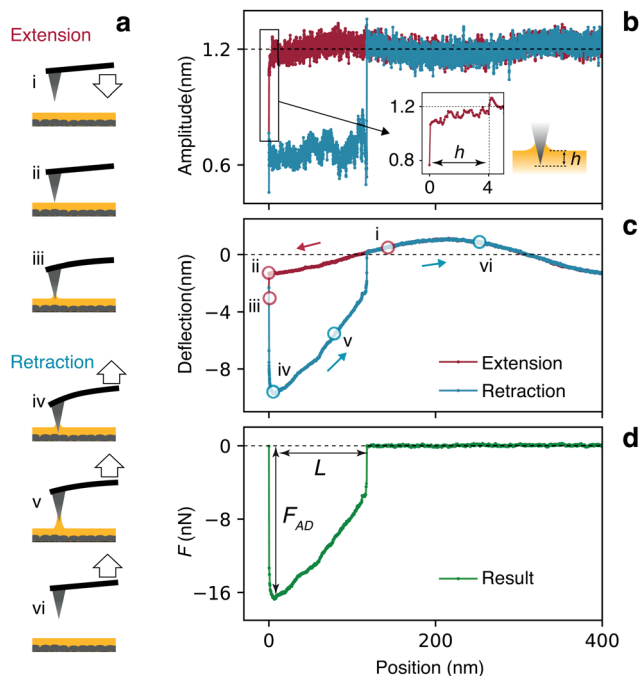 Extension
a
i
ii
iii
Retraction
iv
v
vi
b
Amplitude(nm)
1.2
0.6
1.2
0.8
0
4
h
h
c
Deflection(nm)
0
−4
−8
i
ii
iii
iv
v
vi
Extension
Retraction
d
F (nN)
0
−8
−16
L
F_AD
Result
0
200
400
Position (nm)